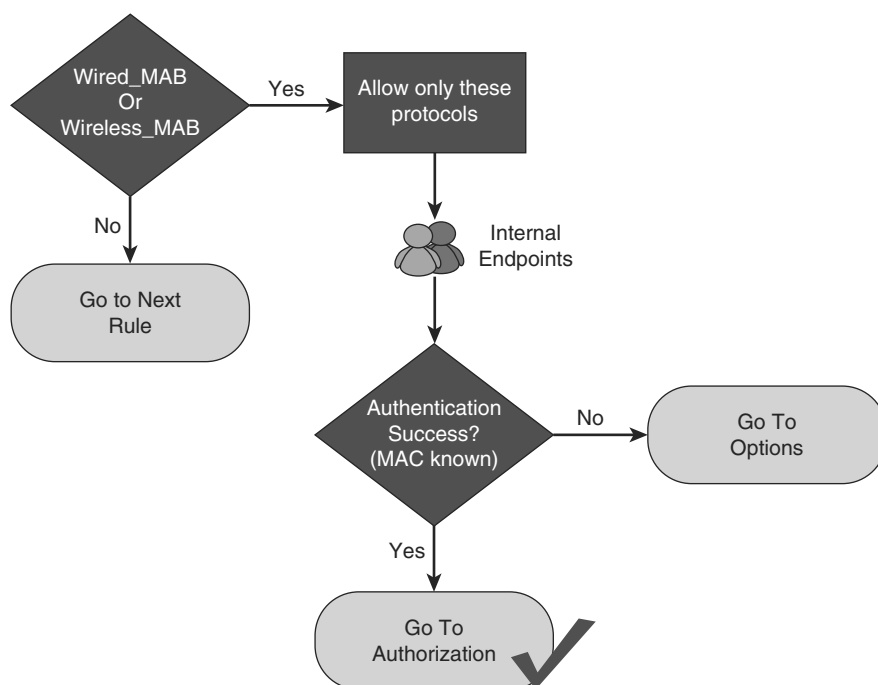 Wired_MAB
Or
Wireless_MAB
Yes
Allow only these
protocols
No
Go to Next
Rule
Internal
Endpoints
Authentication
Success?
(MAC known)
No
Go To
Options
Yes
Go To
Authorization